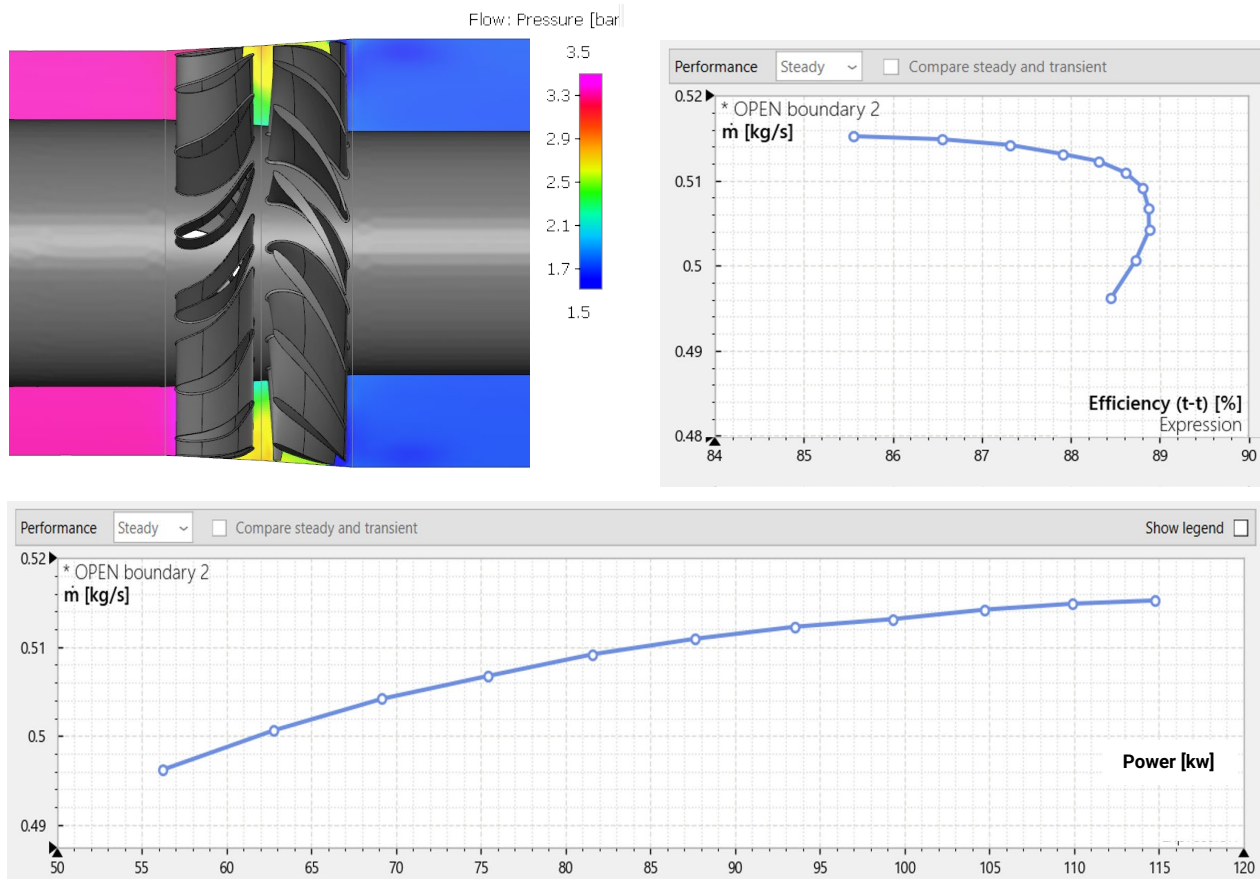 Flow: Pressure [bar
3.5
3.3
2.9
2.5
2.1
1.7
1.5
Performance Steady Compare steady and transient
0.52
* OPEN boundary 2
ṁ [kg/s]
0.51
0.5
0.49
Efficiency (t-t) [%]
Expression
0.48
84 85 86 87 88 89 90
Performance Steady Compare steady and transient Show legend
0.52
* OPEN boundary 2
ṁ [kg/s]
0.51
0.5
Power [kw]
0.49
50 55 60 65 70 75 80 85 90 95 100 105 110 115 120